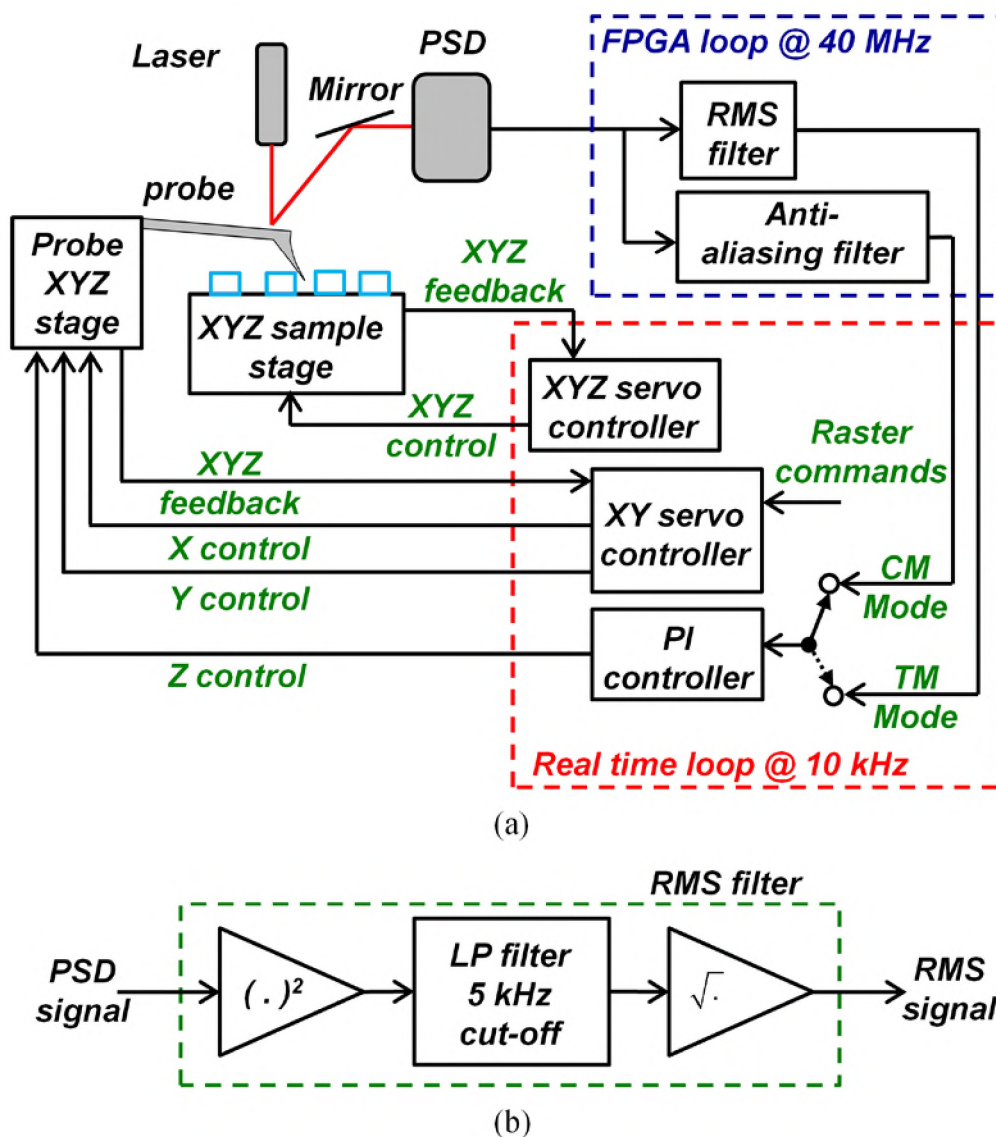 Laser
Mirror
PSD
FPGA loop @ 40 MHz
RMS
filter
Anti-
aliasing filter
probe
Probe
XYZ
stage
XYZ
feedback
XYZ sample
stage
XYZ
control
XYZ servo
controller
Raster
commands
XYZ
feedback
X control
Y control
XY servo
controller
CM
Mode
Z control
PI
controller
TM
Mode
Real time loop @ 10 kHz
(a)
RMS filter
PSD
signal
( . )²
LP filter
5 kHz
cut-off
√.
RMS
signal
(b)